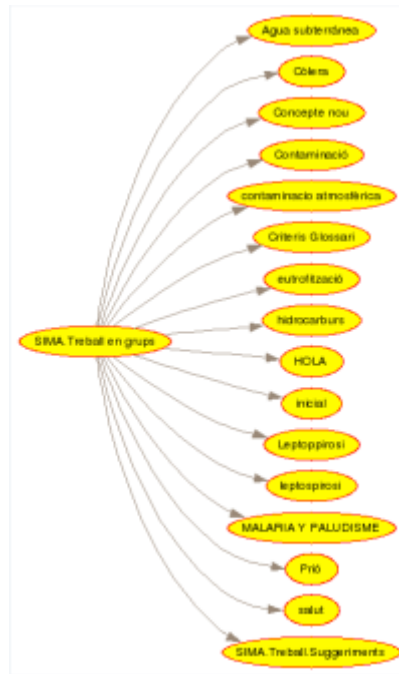 Agua subterránea
Còlera
Concepte nou
Contaminació
contaminacio atmosfèrica
Criteris Glossari
eutrofització
hidrocarburs
SIMA.Treball en grups
HOLA
inicial
Leptoppirosi
leptospirosi
MALARIA Y PALUDISME
Prió
salut
SIMA.Treball.Suggeriments